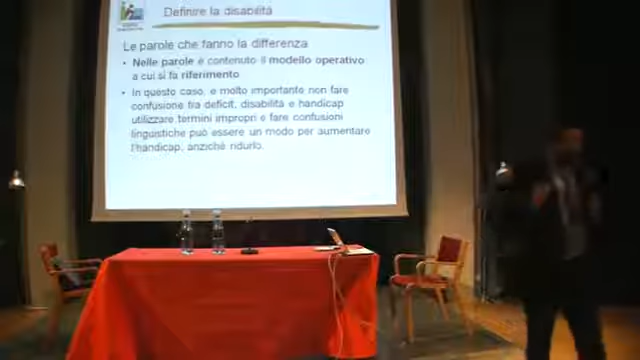 Definire la disabilità
Le parole che fanno la differenza
• Nelle parole è contenuto il modello operativo
a cui si fa riferimento
• In questo caso, e molto importante non fare
confusione tra deficit, disabilità e handicap
utilizzare termini impropri e fare confusioni
linguistiche può essere un modo per aumentare
l'handicap, anziché ridurlo.